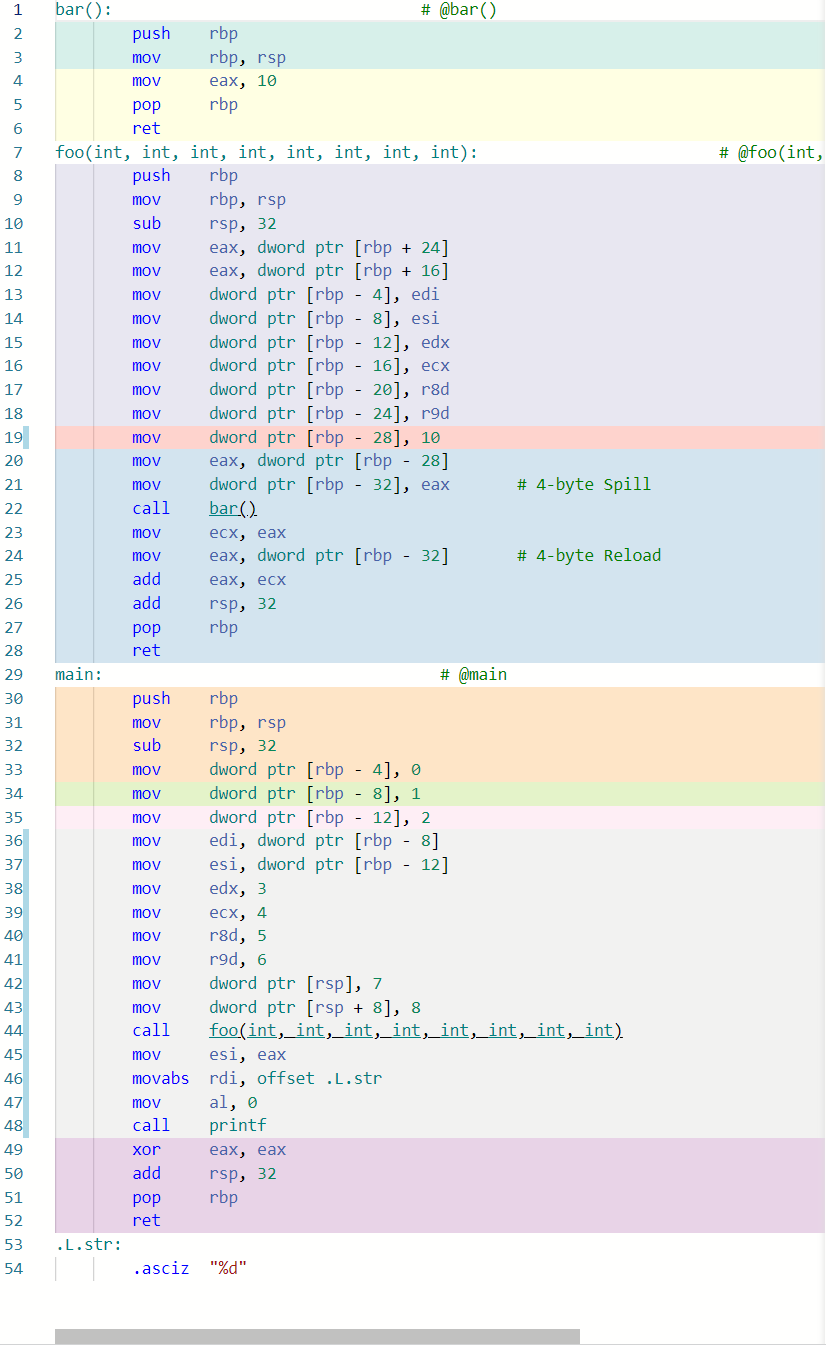 1 bar(): # @bar()
2 push rbp
3 mov rbp, rsp
4 mov eax, 10
5 pop rbp
6 ret
7 foo(int, int, int, int, int, int, int, int): # @foo(int,
8 push rbp
9 mov rbp, rsp
10 sub rsp, 32
11 mov eax, dword ptr [rbp + 24]
12 mov eax, dword ptr [rbp + 16]
13 mov dword ptr [rbp - 4], edi
14 mov dword ptr [rbp - 8], esi
15 mov dword ptr [rbp - 12], edx
16 mov dword ptr [rbp - 16], ecx
17 mov dword ptr [rbp - 20], r8d
18 mov dword ptr [rbp - 24], r9d
19 mov dword ptr [rbp - 28], 10
20 mov eax, dword ptr [rbp - 28]
21 mov dword ptr [rbp - 32], eax # 4-byte Spill
22 call bar()
23 mov ecx, eax
24 mov eax, dword ptr [rbp - 32] # 4-byte Reload
25 add eax, ecx
26 add rsp, 32
27 pop rbp
28 ret
29 main: # @main
30 push rbp
31 mov rbp, rsp
32 sub rsp, 32
33 mov dword ptr [rbp - 4], 0
34 mov dword ptr [rbp - 8], 1
35 mov dword ptr [rbp - 12], 2
36 mov edi, dword ptr [rbp - 8]
37 mov esi, dword ptr [rbp - 12]
38 mov edx, 3
39 mov ecx, 4
40 mov r8d, 5
41 mov r9d, 6
42 mov dword ptr [rsp], 7
43 mov dword ptr [rsp + 8], 8
44 call foo(int, int, int, int, int, int, int, int)
45 mov esi, eax
46 movabs rdi, offset .L.str
47 mov al, 0
48 call printf
49 xor eax, eax
50 add rsp, 32
51 pop rbp
52 ret
53 .L.str:
54 .asciz "%d"